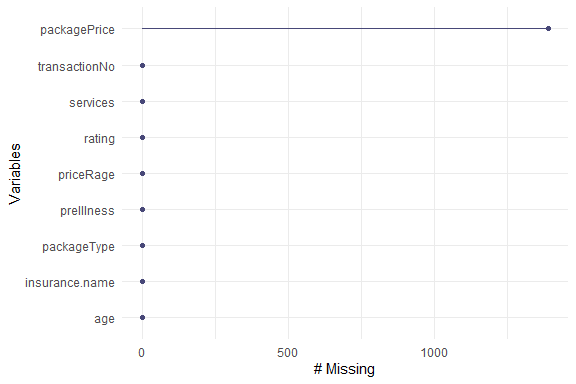 packagePrice
transactionNo
services
rating
priceRage
preIllness
packageType
insurance.name
age
Variables
0 500 1000
# Missing